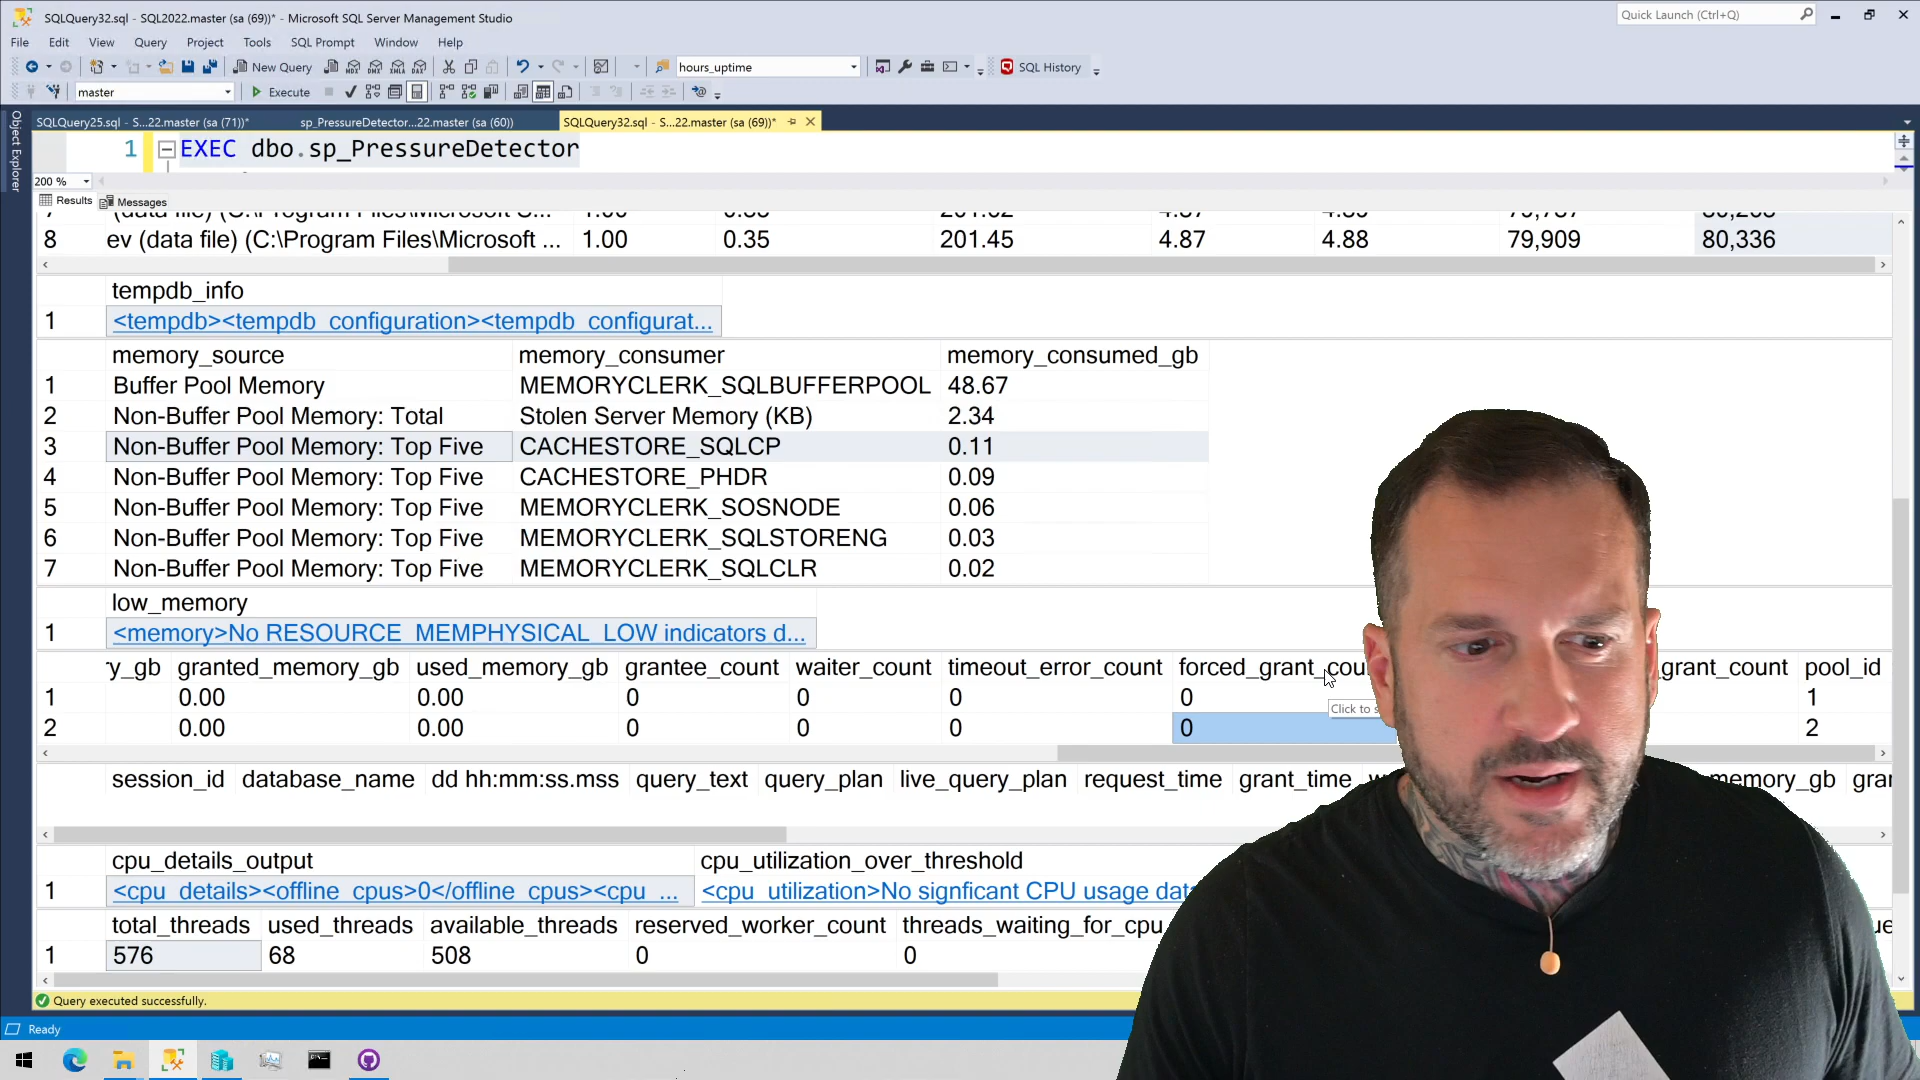 SQLQuery32.sql - SQL2022.master (sa (69))* - Microsoft SQL Server Management Studio
Quick Launch (Ctrl+Q)
File Edit View Query Project Tools SQL Prompt Window Help
New Query hours_uptime SQL History
master Execute
SQLQuery25.sql - S...22.master (sa (71))* sp_PressureDetector...22.master (sa (60)) SQLQuery32.sql - S...22.master (sa (69))*
Object Explorer
1 EXEC dbo.sp_PressureDetector
200 %
Results Messages
8 ev (data file) (C:\Program Files\Microsoft ... 1.00 0.35 201.45 4.87 4.88 79,909 80,336
tempdb_info
1 <tempdb><tempdb_configuration><tempdb_configurat...
memory_source memory_consumer memory_consumed_gb
1 Buffer Pool Memory MEMORYCLERK_SQLBUFFERPOOL 48.67
2 Non-Buffer Pool Memory: Total Stolen Server Memory (KB) 2.34
3 Non-Buffer Pool Memory: Top Five CACHESTORE_SQLCP 0.11
4 Non-Buffer Pool Memory: Top Five CACHESTORE_PHDR 0.09
5 Non-Buffer Pool Memory: Top Five MEMORYCLERK_SOSNODE 0.06
6 Non-Buffer Pool Memory: Top Five MEMORYCLERK_SQLSTORENG 0.03
7 Non-Buffer Pool Memory: Top Five MEMORYCLERK_SQLCLR 0.02
low_memory
1 <memory>No RESOURCE_MEMPHYSICAL_LOW indicators d...
ry_gb granted_memory_gb used_memory_gb grantee_count waiter_count timeout_error_count forced_grant_cou grant_count pool_id
1 0.00 0.00 0 0 0 0 1
Click to s
2 0.00 0.00 0 0 0 0 2
session_id database_name dd hh:mm:ss.mss query_text query_plan live_query_plan request_time grant_time memory_gb gran
cpu_details_output cpu_utilization_over_threshold
1 <cpu_details><offline_cpus>0</offline_cpus><cpu_... <cpu_utilization>No signficant CPU usage data
total_threads used_threads available_threads reserved_worker_count threads_waiting_for_cpu ue
1 576 68 508 0 0
Query executed successfully.
Ready